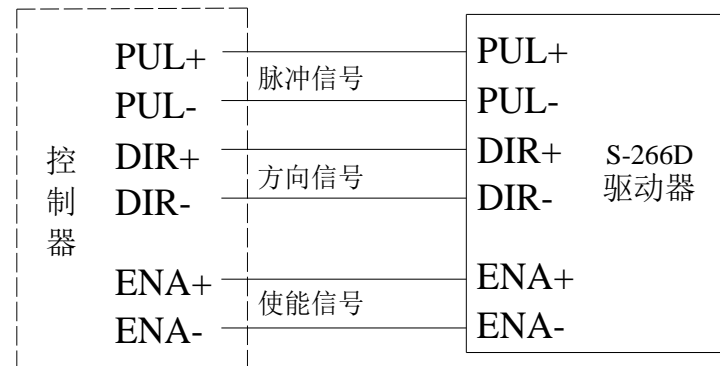 控制器
PUL+
PUL-
DIR+
DIR-
ENA+
ENA-
脉冲信号
方向信号
使能信号
PUL+
PUL-
DIR+
DIR-
ENA+
ENA-
S-266D
驱动器